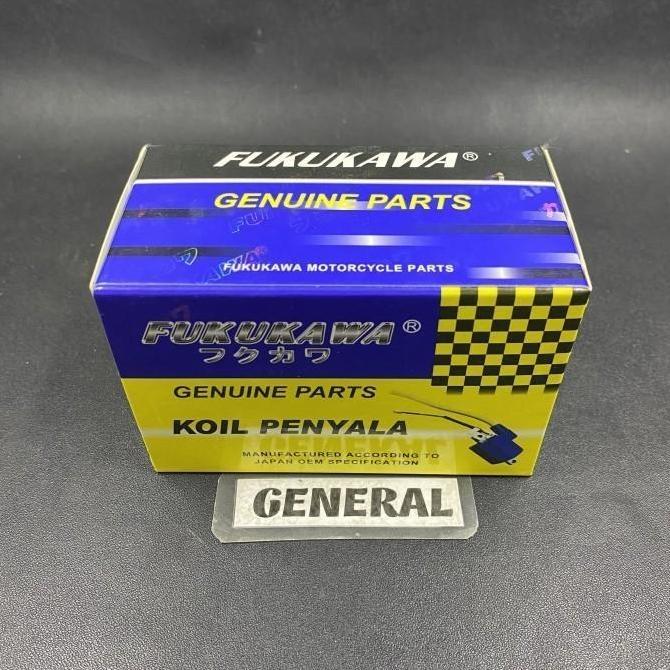 FUKUKAWA®
GENUINE PARTS
FUKUKAWA MOTORCYCLE PARTS
FUKUKAWA®
フクカワ
GENUINE PARTS
KOIL PENYALA
MANUFACTURED ACCORDING TO
JAPAN OEM SPECIFICATION
GENERAL